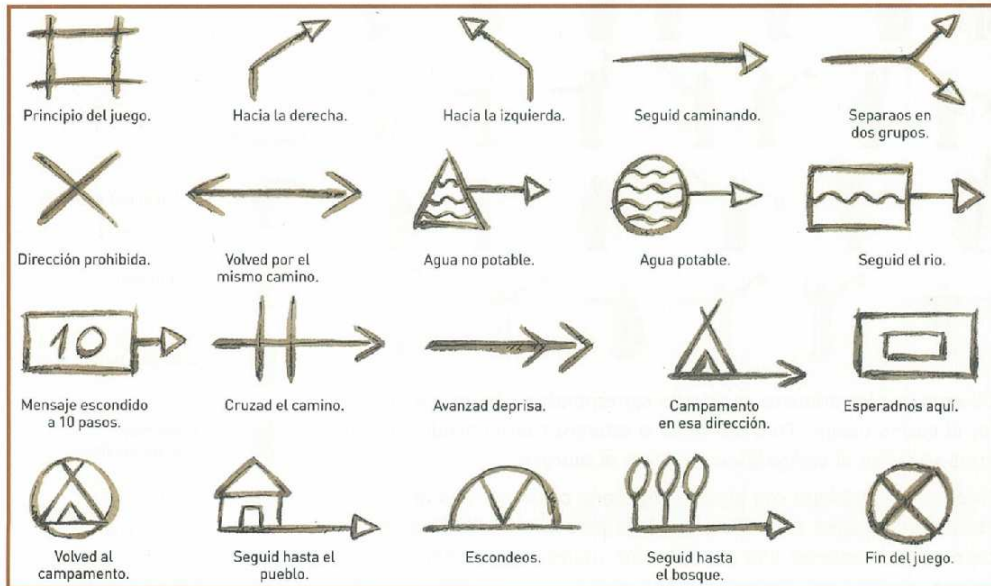 Principio del juego.
Hacia la derecha.
Hacia la izquierda.
Seguid caminando.
Separaos en
dos grupos.
Dirección prohibida.
Volved por el
mismo camino.
Agua no potable.
Agua potable.
Seguid el rio.
10
Mensaje escondido
a 10 pasos.
Cruzad el camino.
Avanzad deprisa.
Campamento
en esa dirección.
Esperadnos aquí.
Volved al
campamento.
Seguid hasta el
pueblo.
Escondeos.
Seguid hasta
el bosque.
Fin del juego.